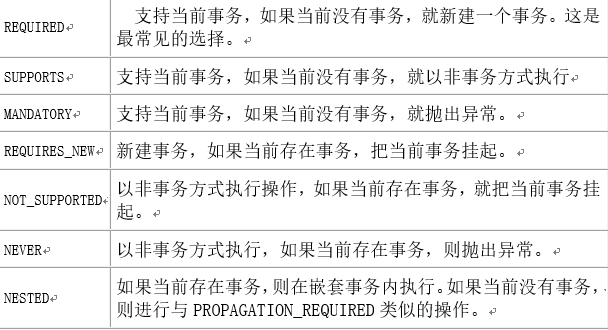 REQUIRED
支持当前事务，如果当前没有事务，就新建一个事务。这是
最常见的选择。
SUPPORTS
支持当前事务，如果当前没有事务，就以非事务方式执行
MANDATORY
支持当前事务，如果当前没有事务，就抛出异常。
REQUIRES_NEW
新建事务，如果当前存在事务，把当前事务挂起。
NOT_SUPPORTED
以非事务方式执行操作，如果当前存在事务，就把当前事务挂
起。
NEVER
以非事务方式执行，如果当前存在事务，则抛出异常。
NESTED
如果当前存在事务，则在嵌套事务内执行。如果当前没有事务，
则进行与 PROPAGATION_REQUIRED 类似的操作。